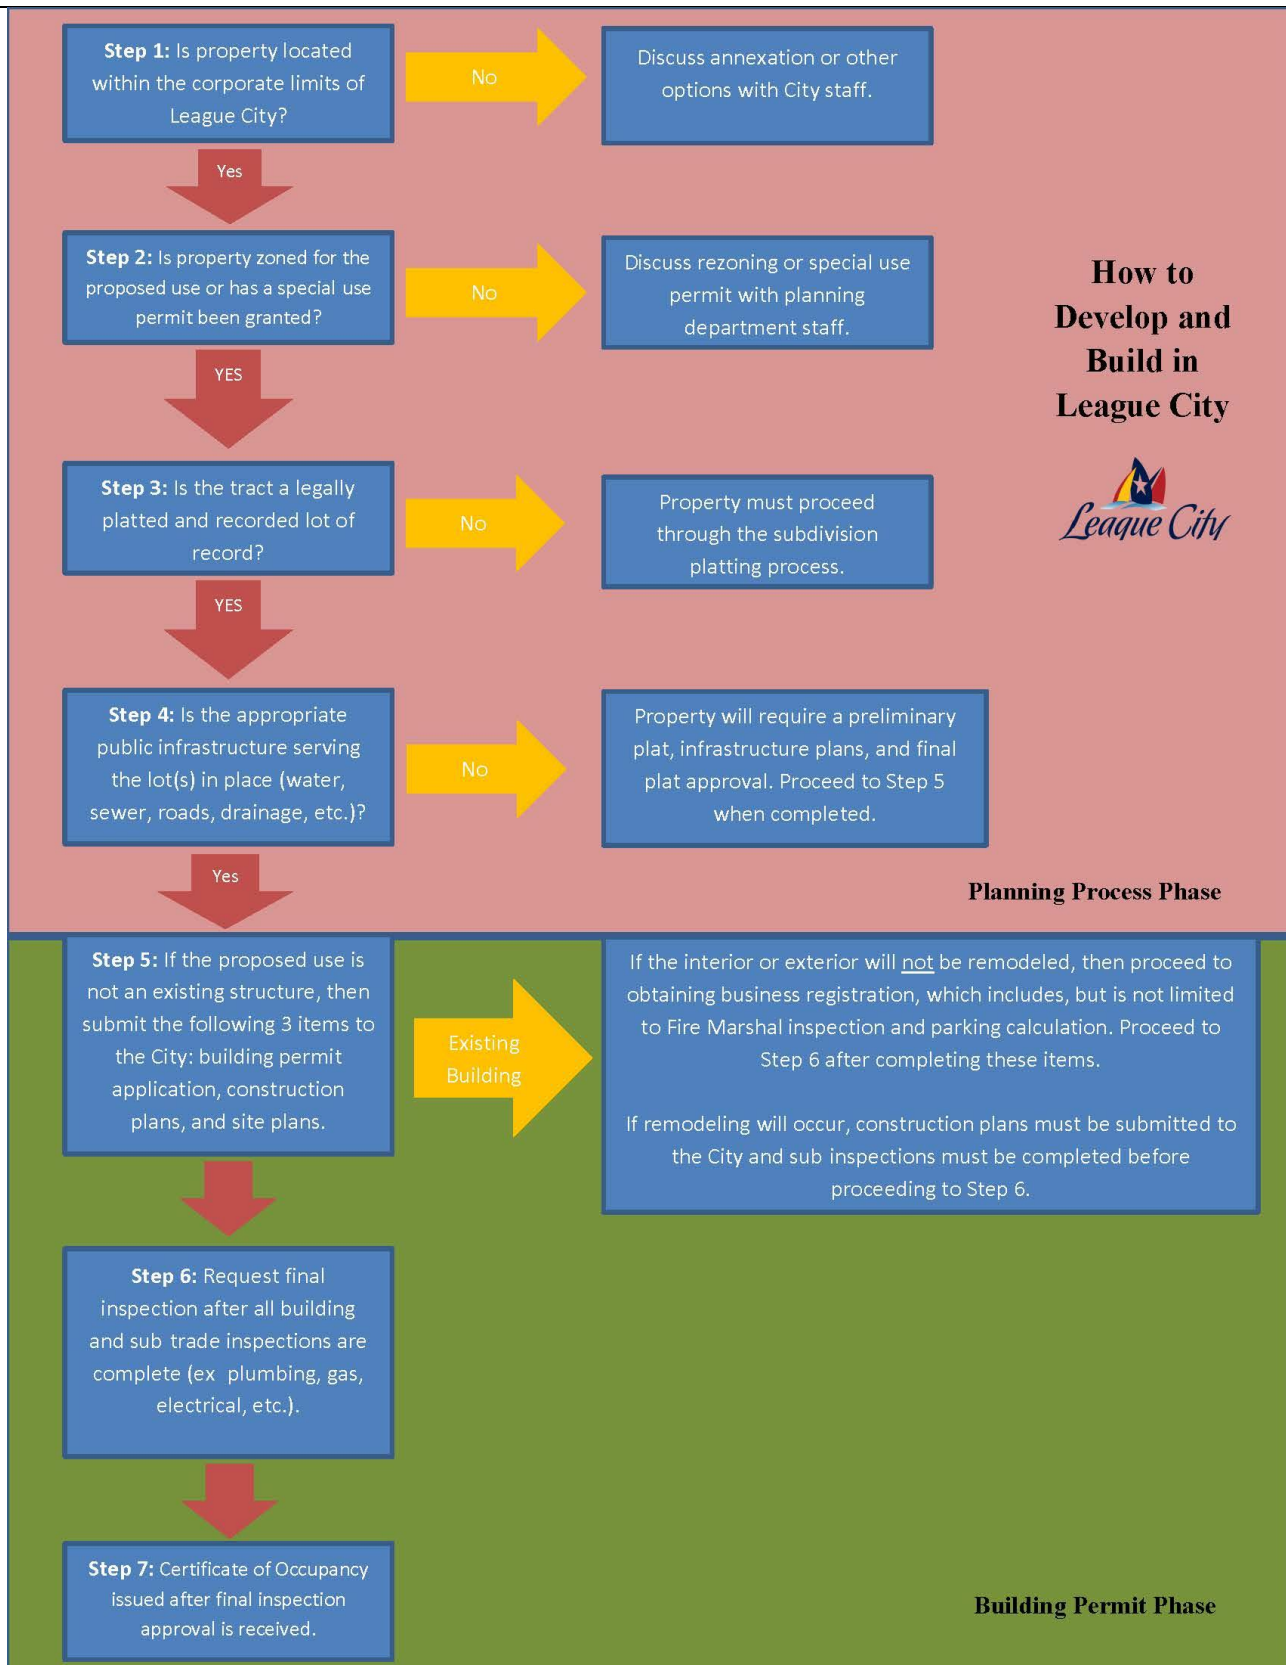 Step 1: Is property located
within the corporate limits of
League City?
No
Discuss annexation or other
options with City staff.
Yes
Step 2: Is property zoned for the
proposed use or has a special use
permit been granted?
No
Discuss rezoning or special use
permit with planning
department staff.
How to
Develop and
Build in
League City
League City
YES
Step 3: Is the tract a legally
platted and recorded lot of
record?
No
Property must proceed
through the subdivision
platting process.
YES
Step 4: Is the appropriate
public infrastructure serving
the lot(s) in place (water,
sewer, roads, drainage, etc.)?
No
Property will require a preliminary
plat, infrastructure plans, and final
plat approval. Proceed to Step 5
when completed.
Yes
Planning Process Phase
Step 5: If the proposed use is
not an existing structure, then
submit the following 3 items to
the City: building permit
application, construction
plans, and site plans.
Existing
Building
If the interior or exterior will not be remodeled, then proceed to
obtaining business registration, which includes, but is not limited
to Fire Marshal inspection and parking calculation. Proceed to
Step 6 after completing these items.
If remodeling will occur, construction plans must be submitted to
the City and sub inspections must be completed before
proceeding to Step 6.
Step 6: Request final
inspection after all building
and sub trade inspections are
complete (ex plumbing, gas,
electrical, etc.).
Step 7: Certificate of Occupancy
issued after final inspection
approval is received.
Building Permit Phase